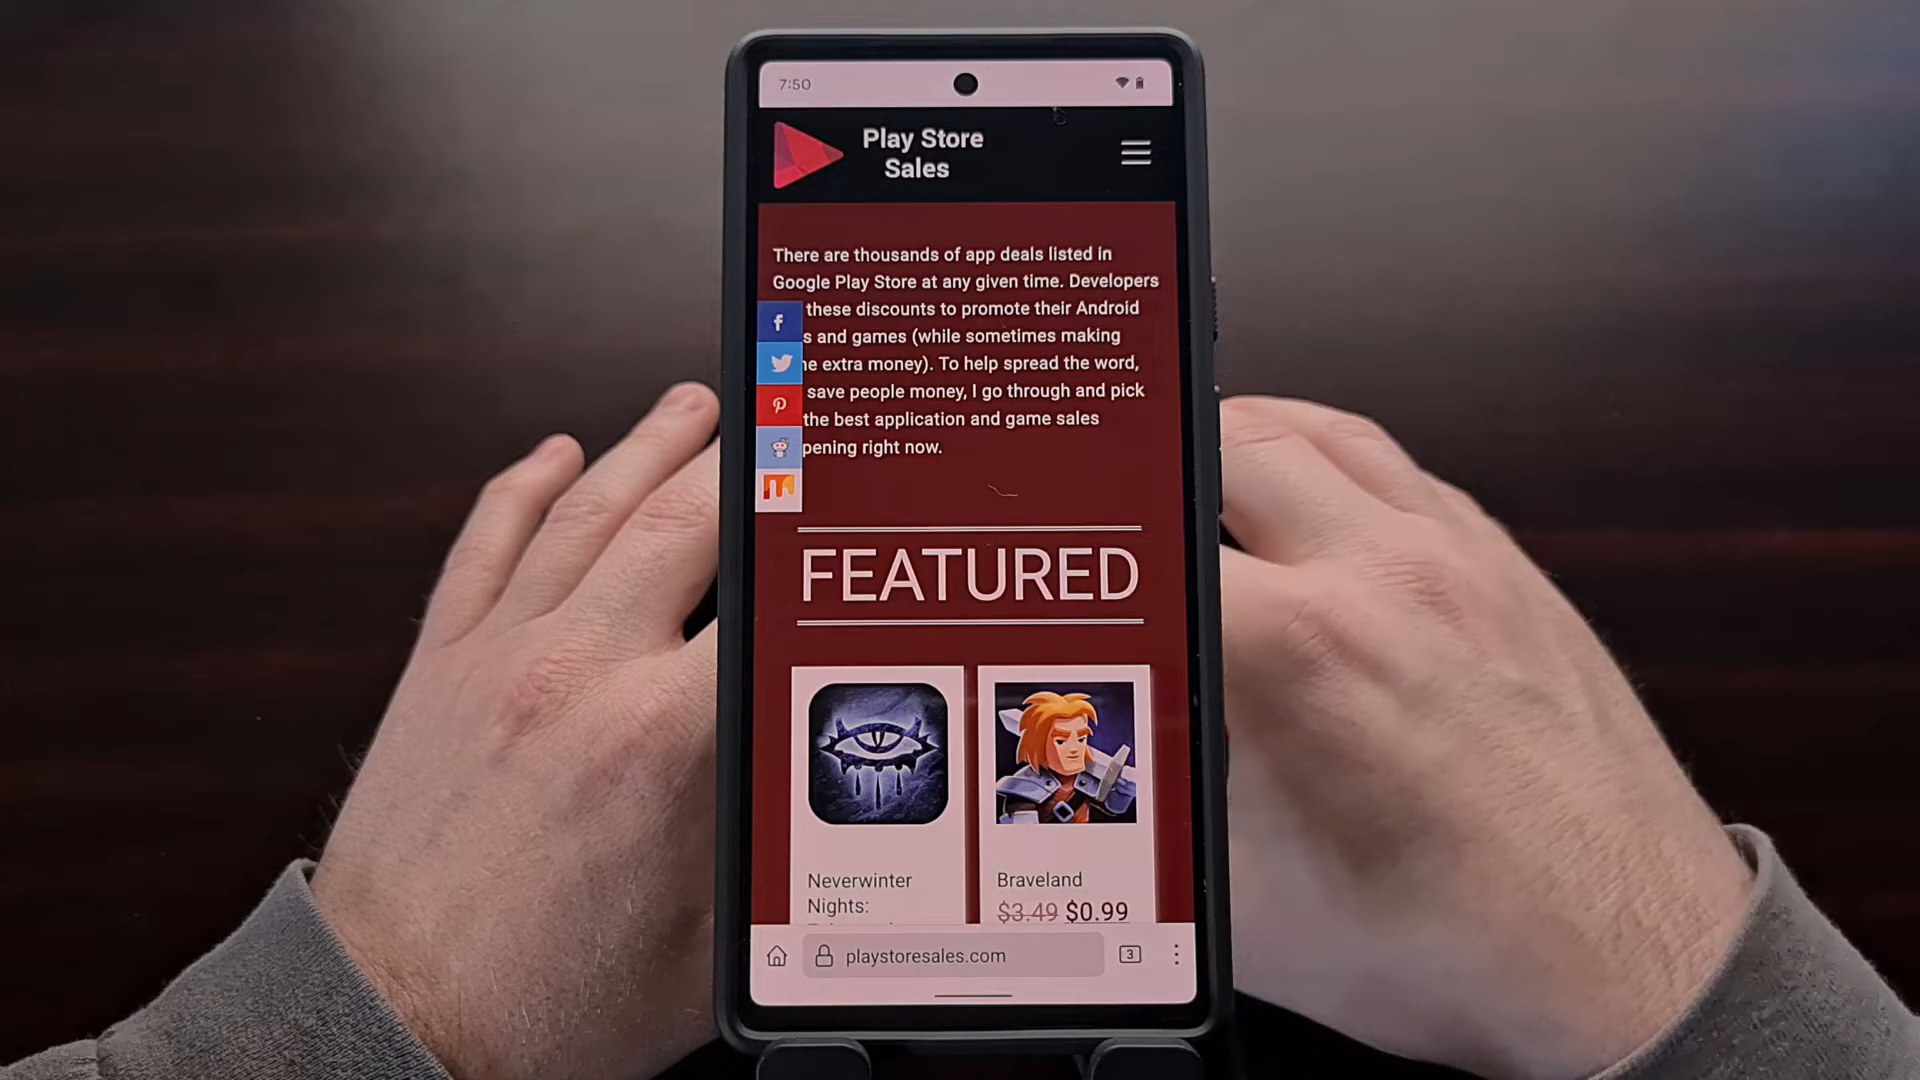 7:50
Play Store
Sales
There are thousands of app deals listed in
Google Play Store at any given time. Developers
these discounts to promote their Android
s and games (while sometimes making
e extra money). To help spread the word,
save people money, I go through and pick
the best application and game sales
pening right now.
FEATURED
Neverwinter
Nights:
Braveland
$3.49 $0.99
playstoresales.com
3